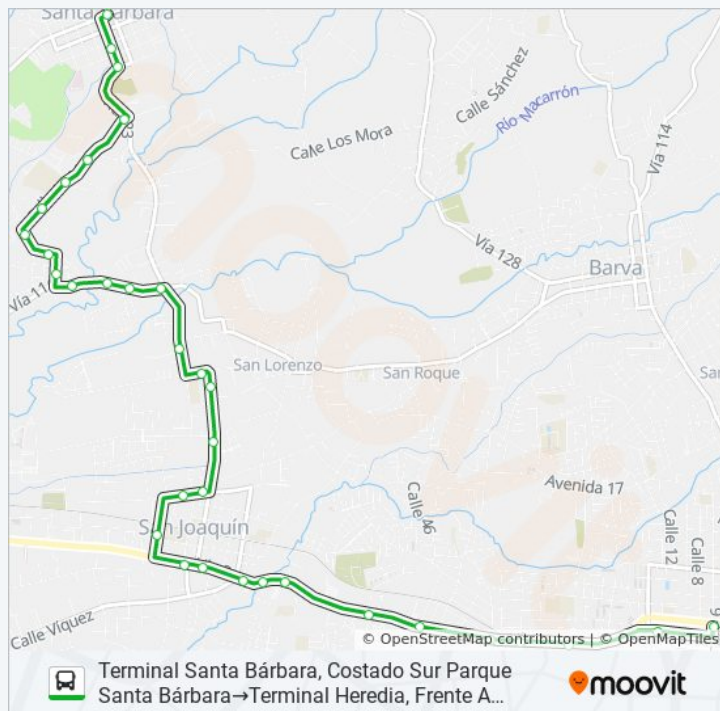 Santa Bárbara
Calle Sánchez
Río Macarrón
Calle Los Mora
Vía 114
Vía 128
Barva
Vía 11
San Lorenzo
San Roque
San
Avenida 17
Calle 46
San Joaquín
Calle 12
Calle 8
Calle Víquez
© OpenStreetMap contributors | © OpenMapTiles
Terminal Santa Bárbara, Costado Sur Parque
Santa Bárbara→Terminal Heredia, Frente A…
moovit